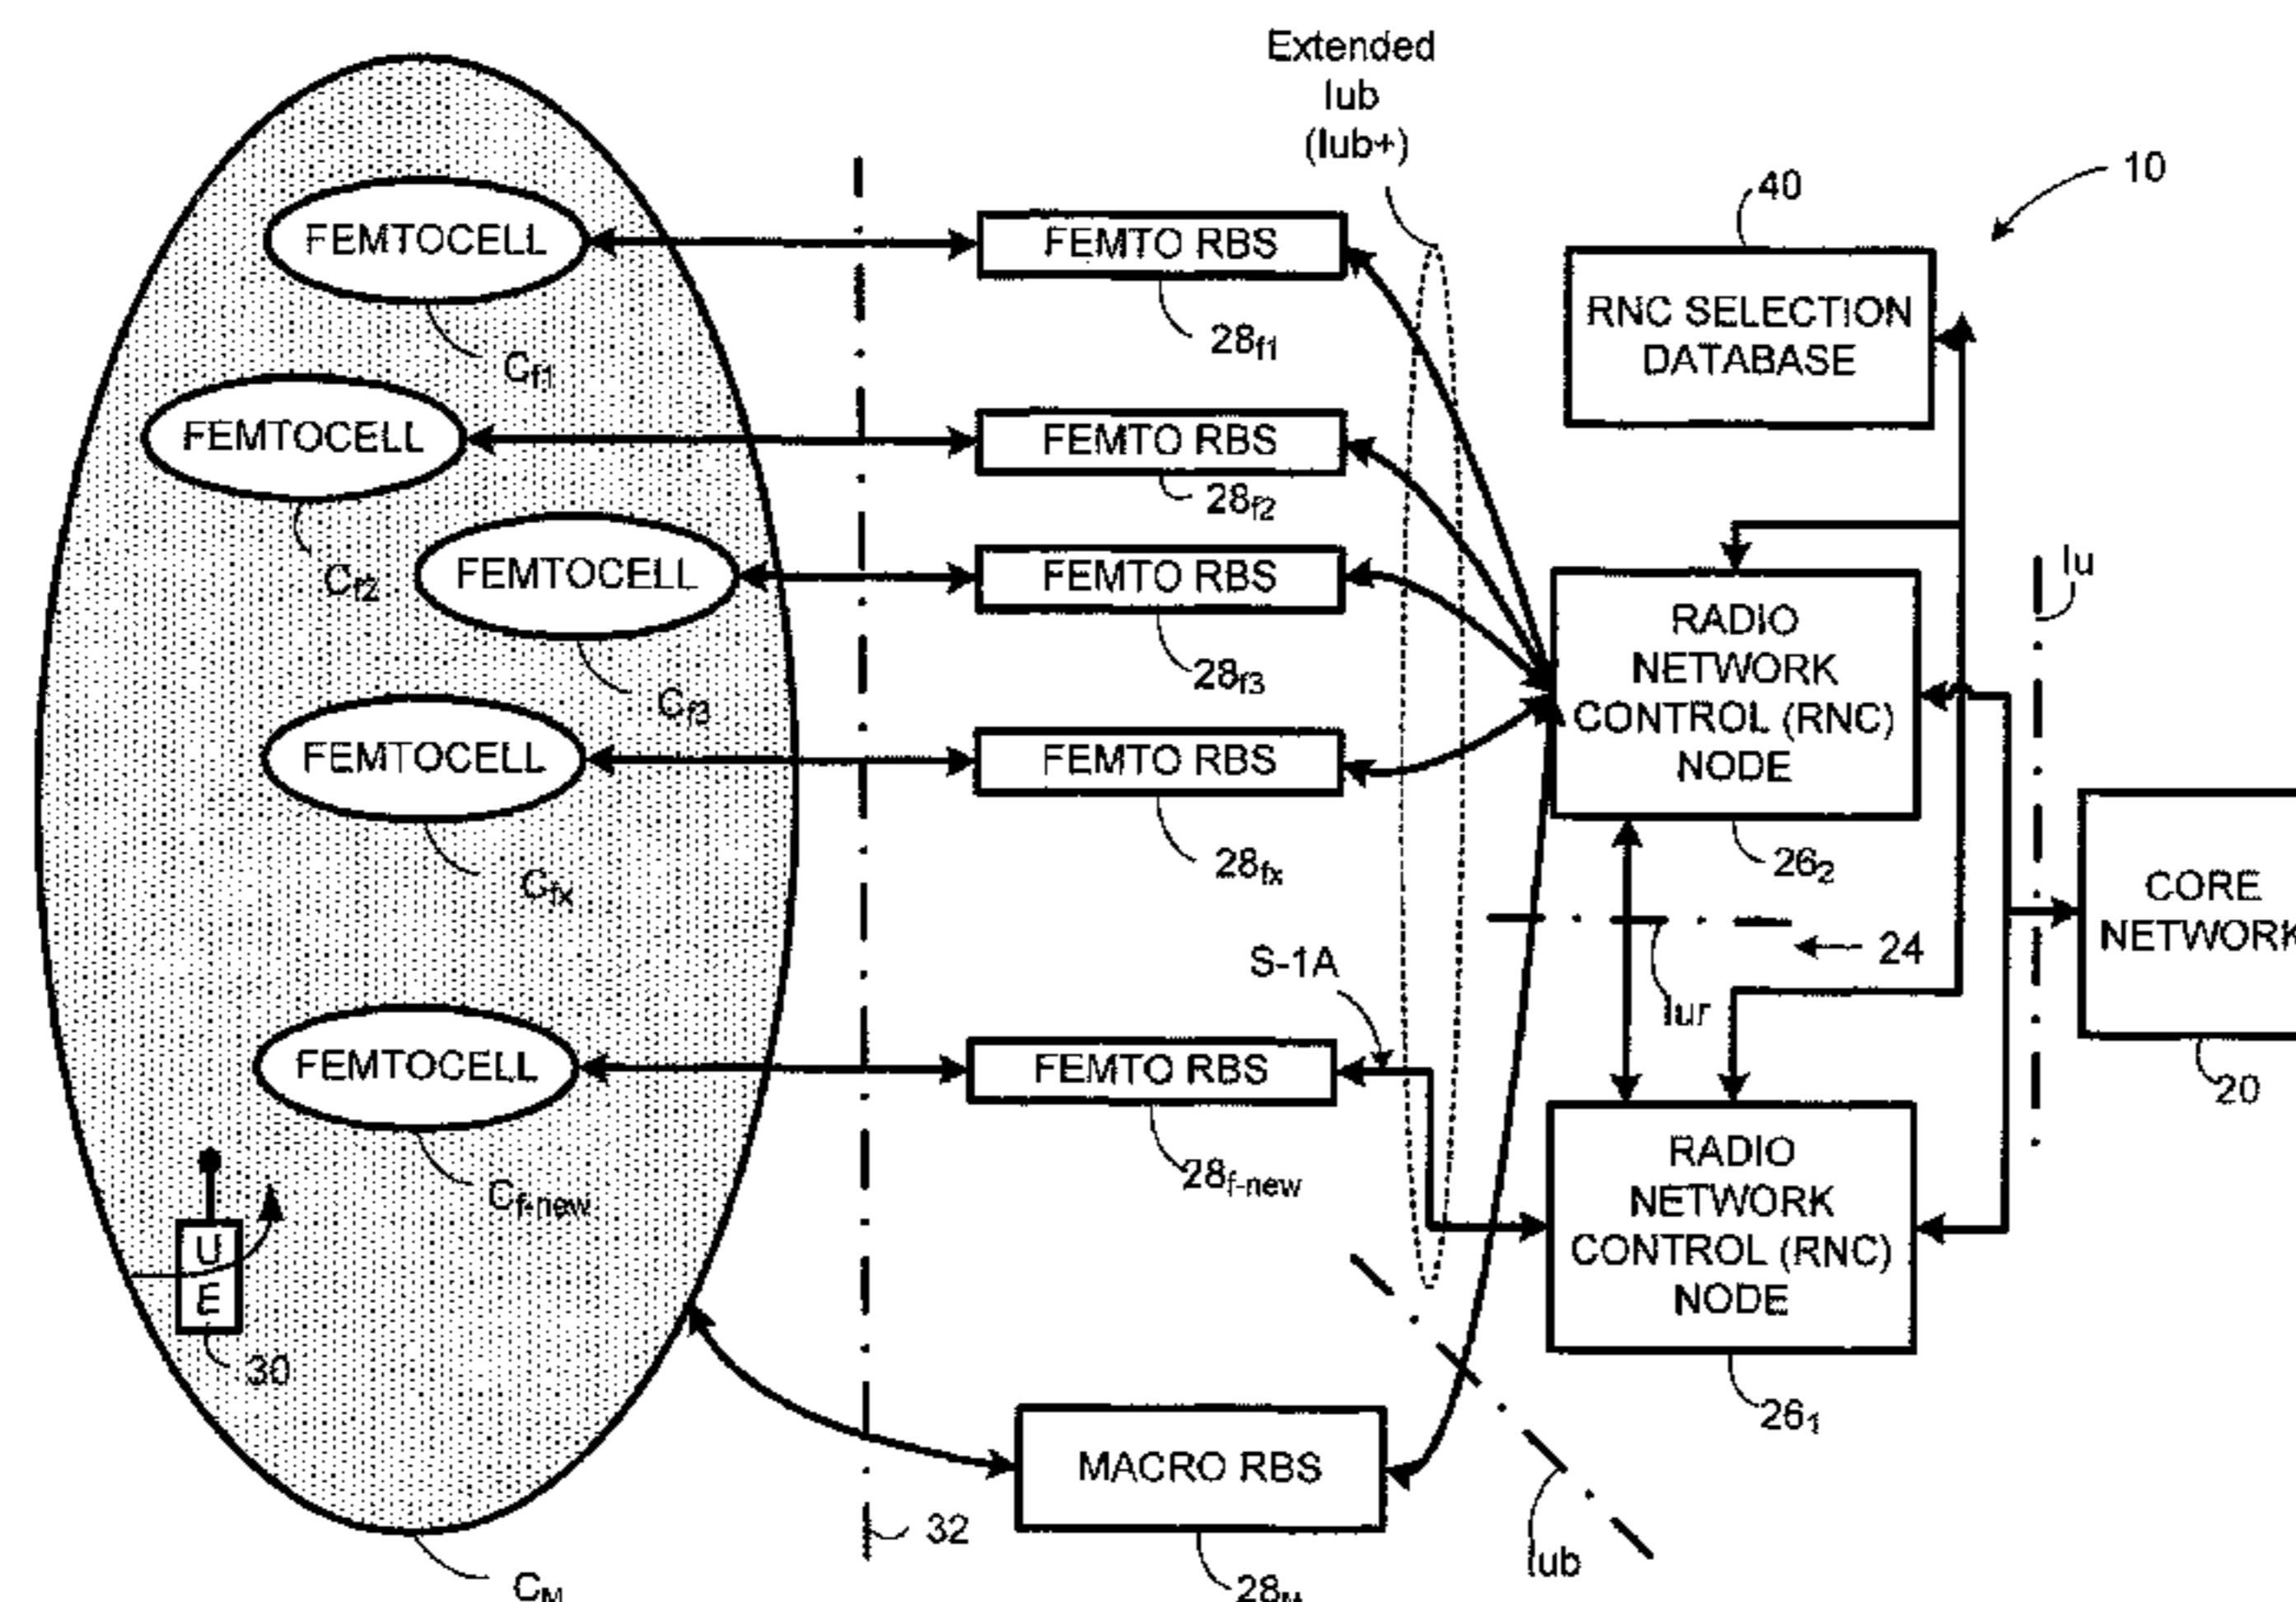 Extended
Iub
(Iub+)
10
40
FEMTOCELL
FEMTO RBS
RNC SELECTION
DATABASE
28f1
Cf1
FEMTOCELL
FEMTO RBS
28f2
Cf2
FEMTOCELL
FEMTO RBS
Iu
RADIO
NETWORK
CONTROL (RNC)
NODE
28f3
Cf3
FEMTOCELL
FEMTO RBS
28fx
262
Cfx
CORE
NETWORK
S-1A
24
Iur
FEMTOCELL
FEMTO RBS
20
28f-new
Cf-new
RADIO
NETWORK
CONTROL (RNC)
NODE
U
E
30
261
MACRO RBS
32
Iub
CM
28M